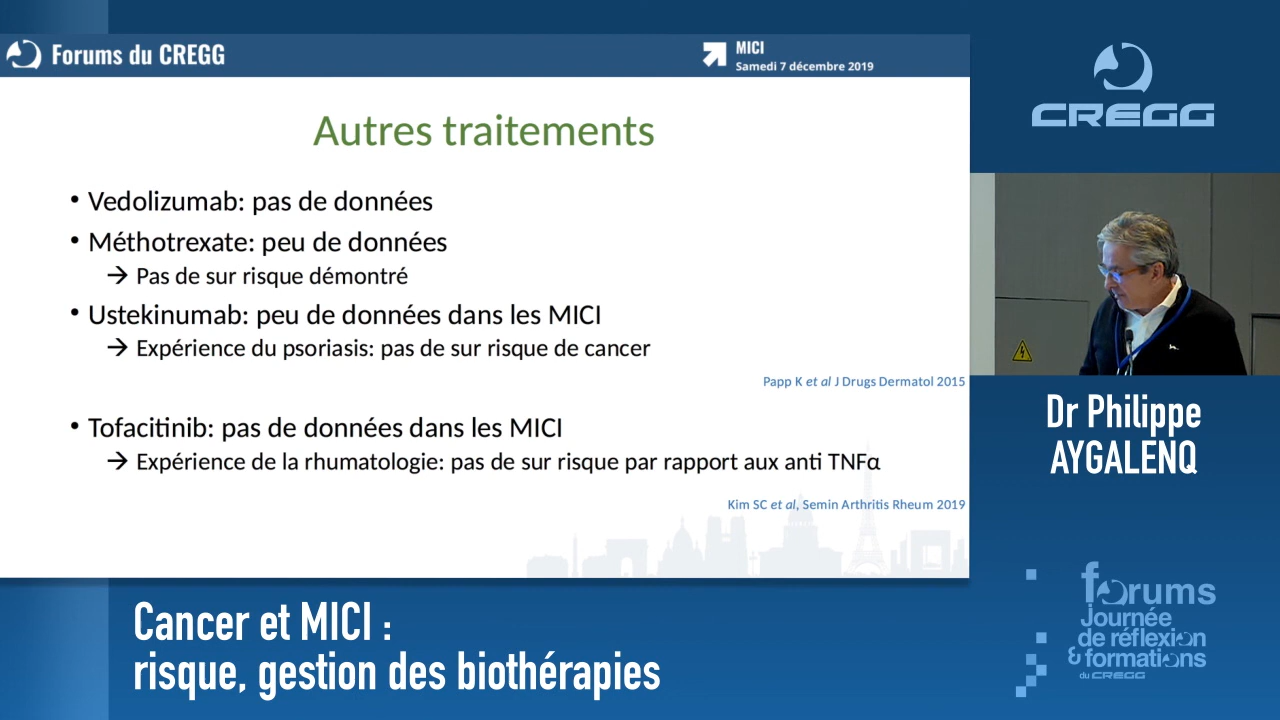 Forums du CREGG
MICI
Samedi 7 décembre 2019
Autres traitements
• Vedolizumab: pas de données
• Méthotrexate: peu de données
→ Pas de sur risque démontré
• Ustekinumab: peu de données dans les MICI
→ Expérience du psoriasis: pas de sur risque de cancer
Papp K et al J Drugs Dermatol 2015
• Tofacitinib: pas de données dans les MICI
→ Expérience de la rhumatologie: pas de sur risque par rapport aux anti TNFα
Kim SC et al, Semin Arthritis Rheum 2019
CREGG
Dr Philippe
AYGALENQ
forums
Journée
de réflexion
& formations
du CREGG
Cancer et MICI :
risque, gestion des biothérapies